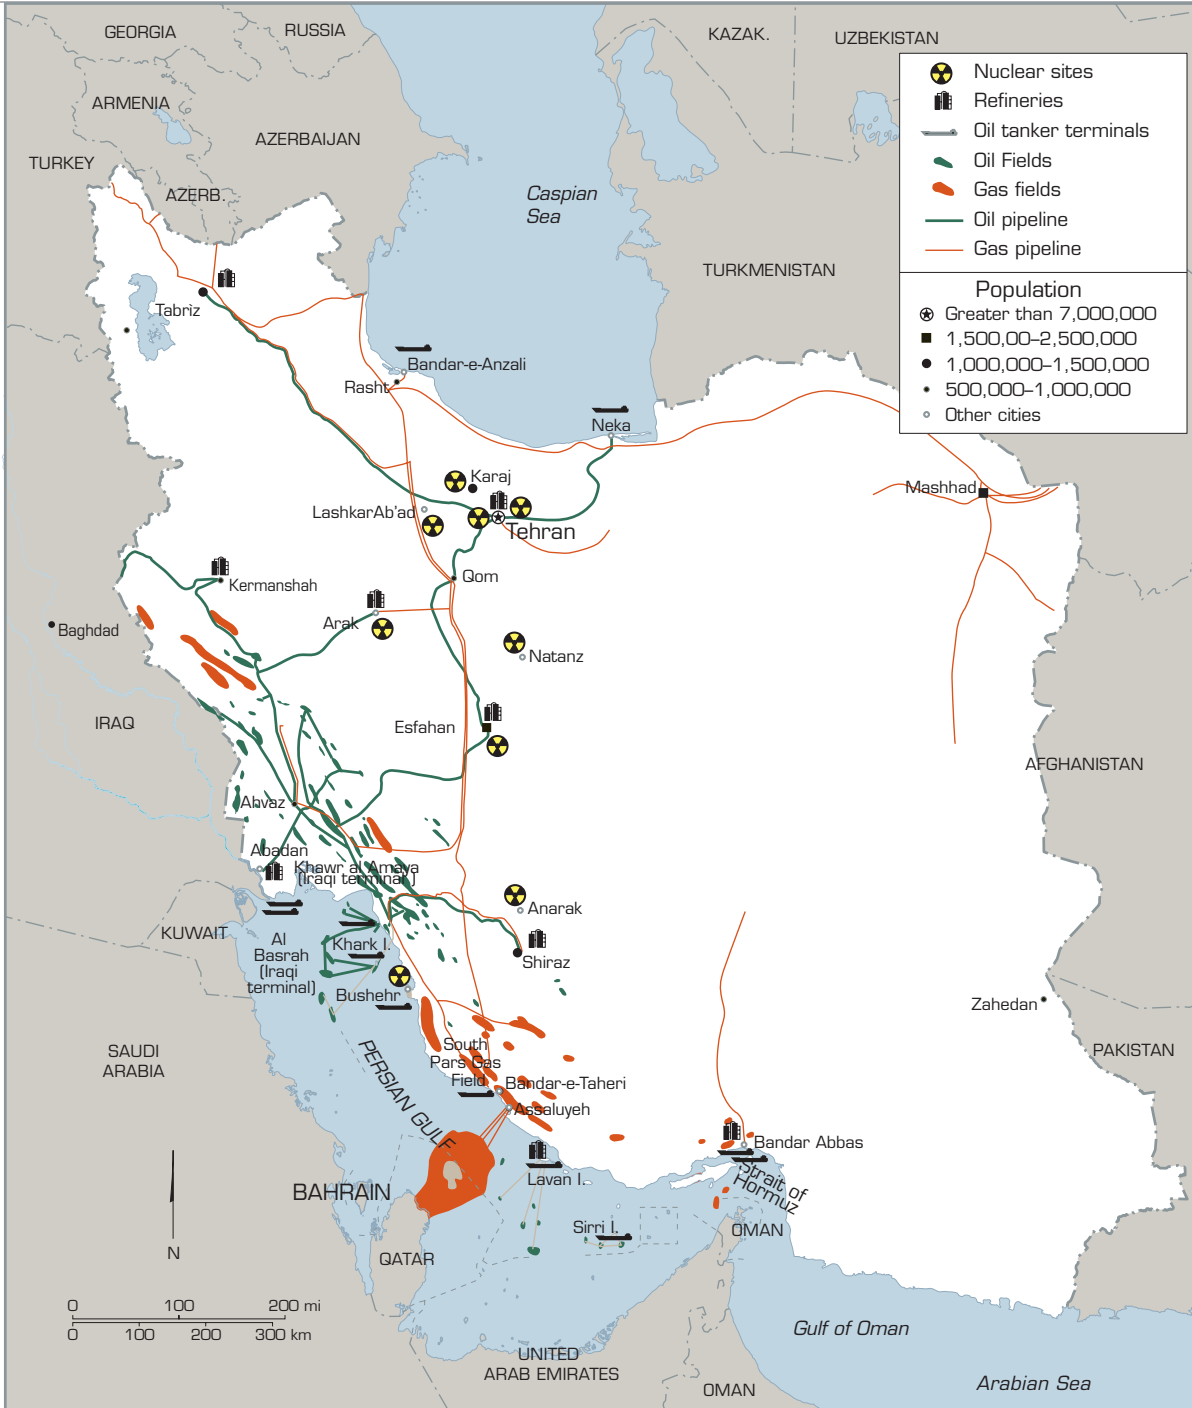 GEORGIA
RUSSIA
KAZAK.
UZBEKISTAN
ARMENIA
AZERBAIJAN
TURKEY
AZERB.
Caspian
Sea
TURKMENISTAN
Nuclear sites
Refineries
Oil tanker terminals
Oil Fields
Gas fields
Oil pipeline
Gas pipeline
Population
Greater than 7,000,000
1,500,00–2,500,000
1,000,000–1,500,000
500,000–1,000,000
Other cities
Tabriz
Bandar-e-Anzali
Rasht
Neka
Karaj
Mashhad
LashkarAb'ad
Tehran
Qom
Kermanshah
Arak
Baghdad
Natanz
IRAQ
Esfahan
AFGHANISTAN
Ahvaz
Abadan
Khawr al Amaya
(Iraqi terminal)
Anarak
KUWAIT
Al
Basrah
(Iraqi
terminal)
Khark I.
Shiraz
Bushehr
Zahedan
SAUDI
ARABIA
PERSIAN GULF
South
Pars Gas
Field
PAKISTAN
Bandar-e-Taheri
Assaluyeh
Bandar Abbas
Strait of
Hormuz
BAHRAIN
Lavan I.
Sirri I.
OMAN
QATAR
N
0 100 200 mi
0 100 200 300 km
Gulf of Oman
UNITED
ARAB EMIRATES
OMAN
Arabian Sea